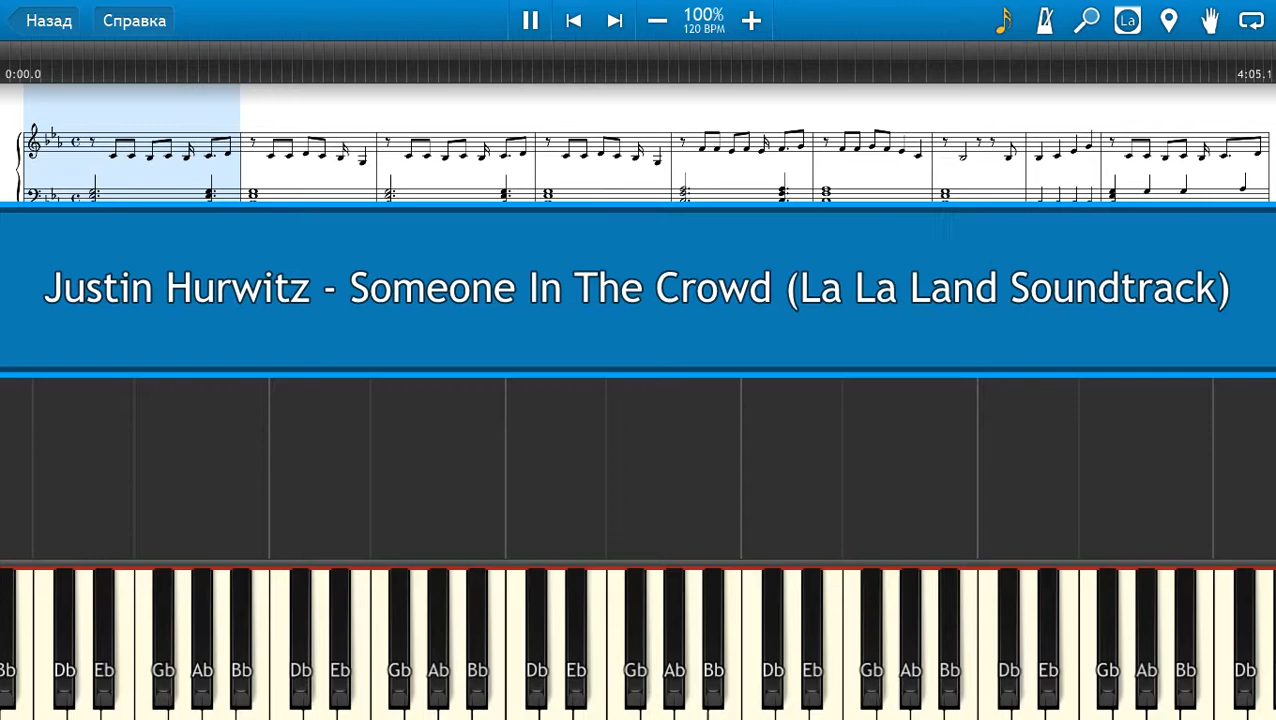 Назад Справка 100% La
120 BPM
0:00.0 4:05.1
Justin Hurwitz - Someone In The Crowd (La La Land Soundtrack)
Bb Db Eb Gb Ab Bb Db Eb Gb Ab Bb Db Eb Gb Ab Bb Db Eb Gb Ab Bb Db Eb Gb Ab Bb Db